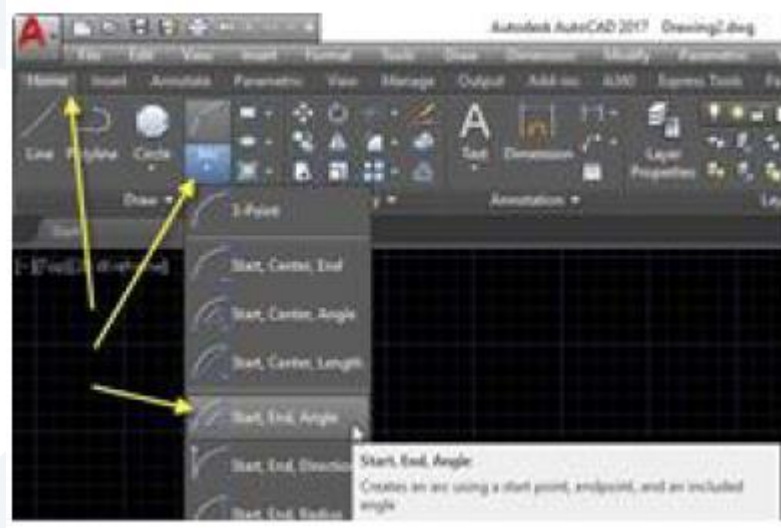 Autodesk AutoCAD 2017 Drawing2.dwg
File Edit View Insert Format Tools Draw Dimension Modify Parametric
Home Insert Annotate Parametric View Manage Output Add-ins A360 Express Tools
Line Polyline Circle Arc Text Dimension Layer Properties
Draw Annotation
Start
3-Point
Start, Center, End
Start, Center, Angle
Start, Center, Length
Start, End, Angle
Start, End, Direction
Start, End, Radius
Start, End, Angle
Creates an arc using a start point, endpoint, and an included
angle